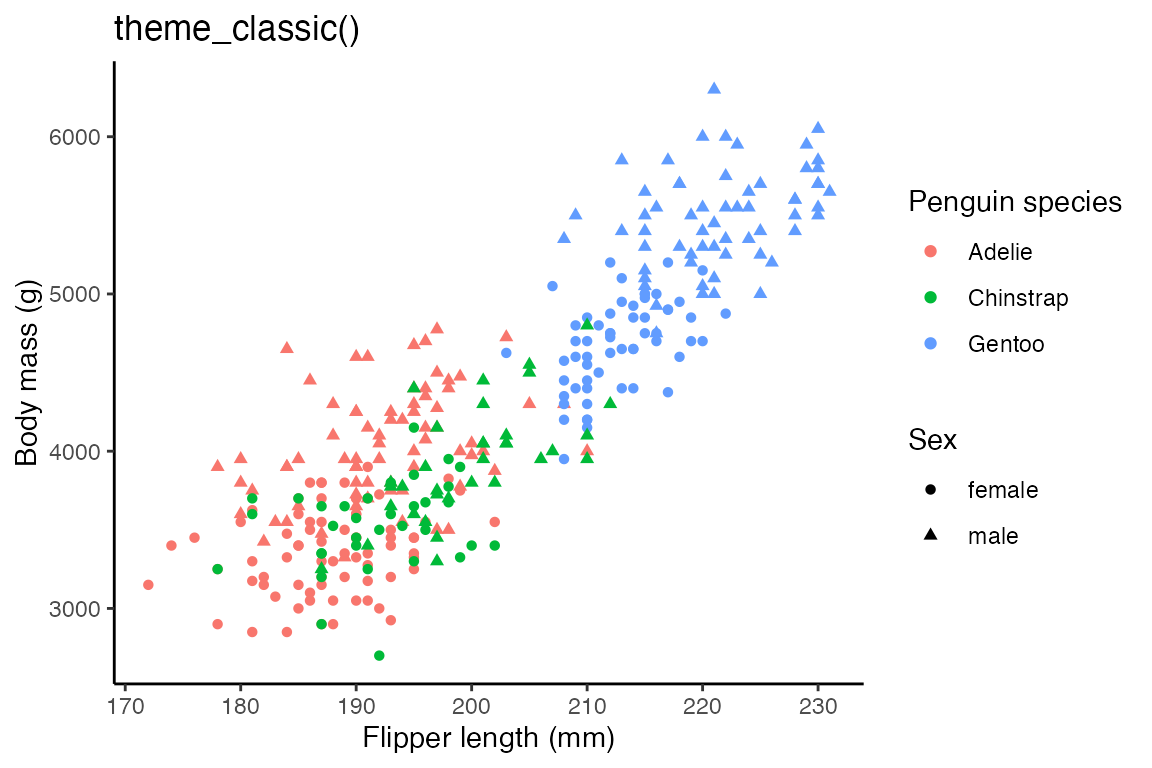 theme_classic()
Body mass (g)
6000
5000
4000
3000
170 180 190 200 210 220 230
Flipper length (mm)
Penguin species
Adelie
Chinstrap
Gentoo
Sex
female
male